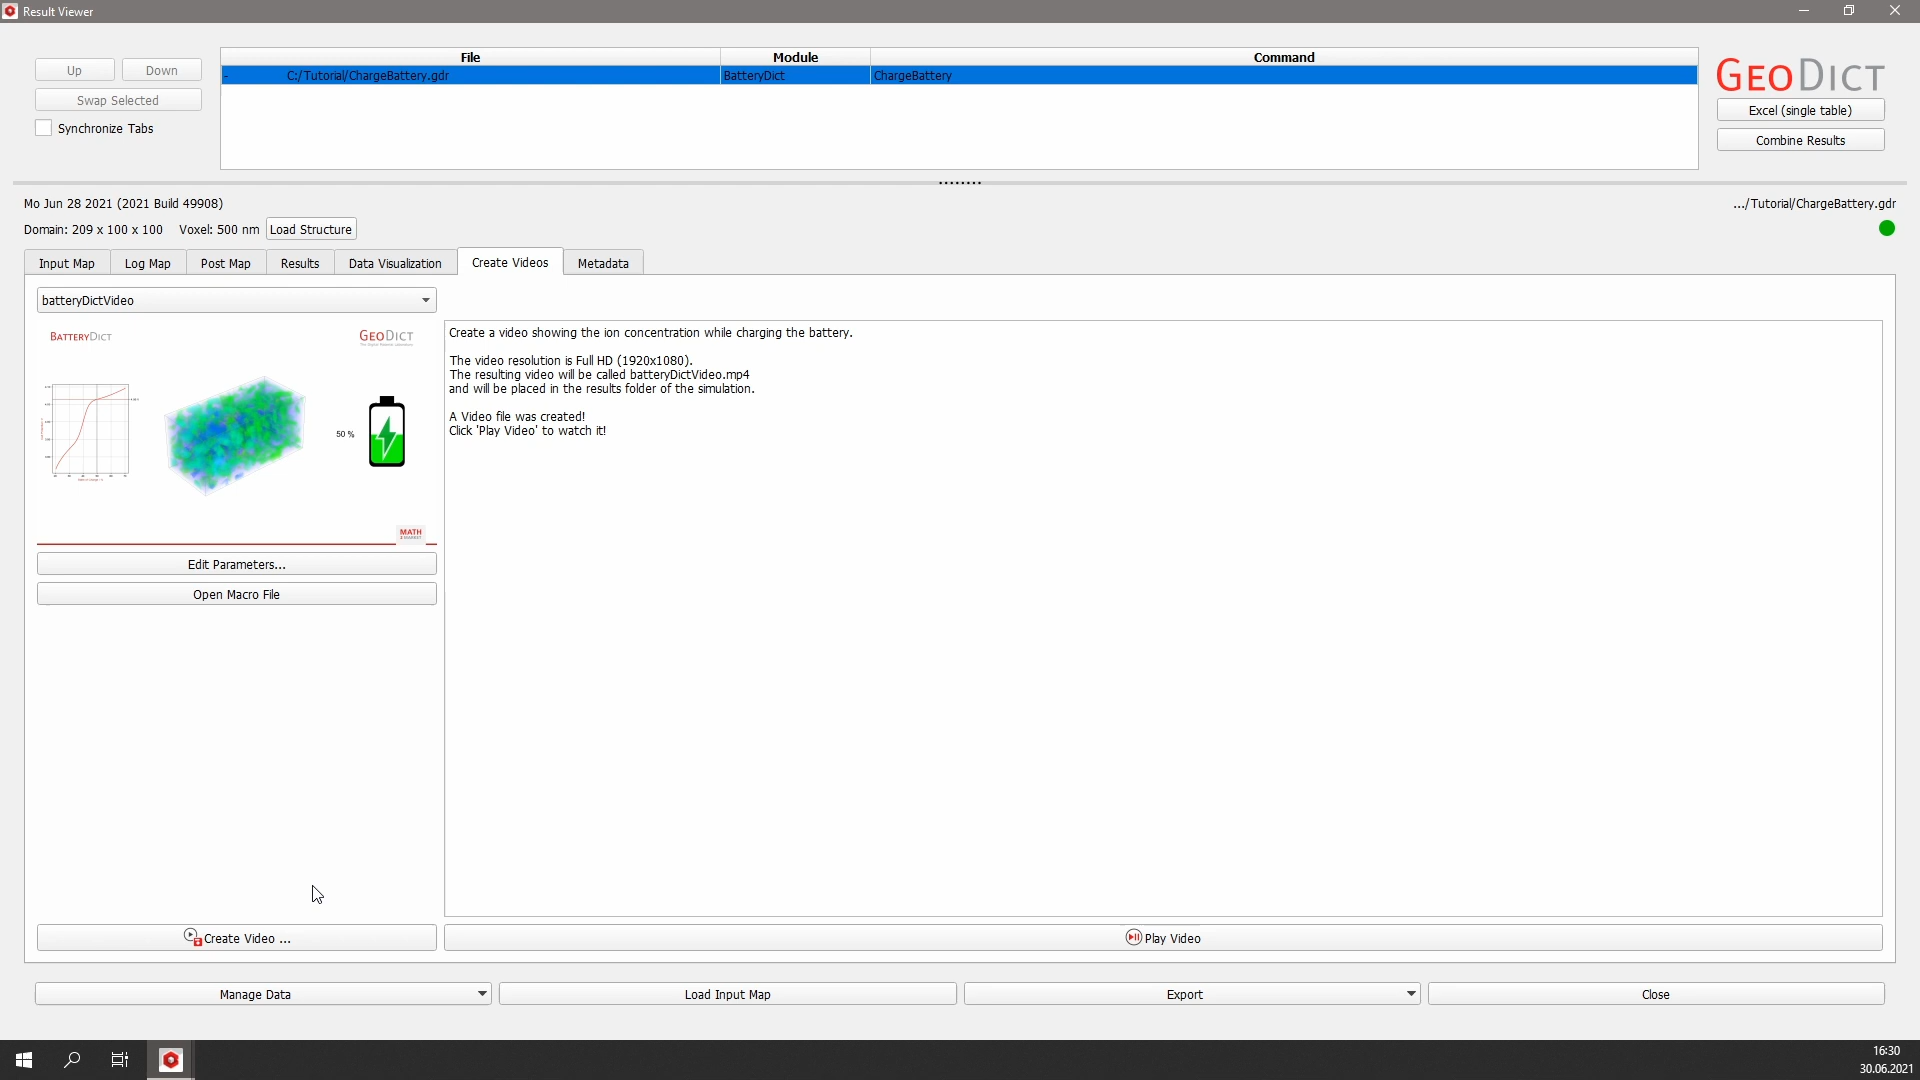 Result Viewer
File Module Command
Up Down
- C:/Tutorial/ChargeBattery.gdr BatteryDict ChargeBattery
Swap Selected
Synchronize Tabs
GEODICT
Excel (single table)
Combine Results
Mo Jun 28 2021 (2021 Build 49908) .../Tutorial/ChargeBattery.gdr
Domain: 209 x 100 x 100 Voxel: 500 nm Load Structure
Input Map Log Map Post Map Results Data Visualization Create Videos Metadata
batteryDictVideo
BATTERYDICT GEODICT
50 %
MATH
2 MARKET
Edit Parameters...
Open Macro File
Create a video showing the ion concentration while charging the battery.
The video resolution is Full HD (1920x1080).
The resulting video will be called batteryDictVideo.mp4
and will be placed in the results folder of the simulation.
A Video file was created!
Click 'Play Video' to watch it!
Create Video ... Play Video
Manage Data Load Input Map Export Close
16:30
30.06.2021